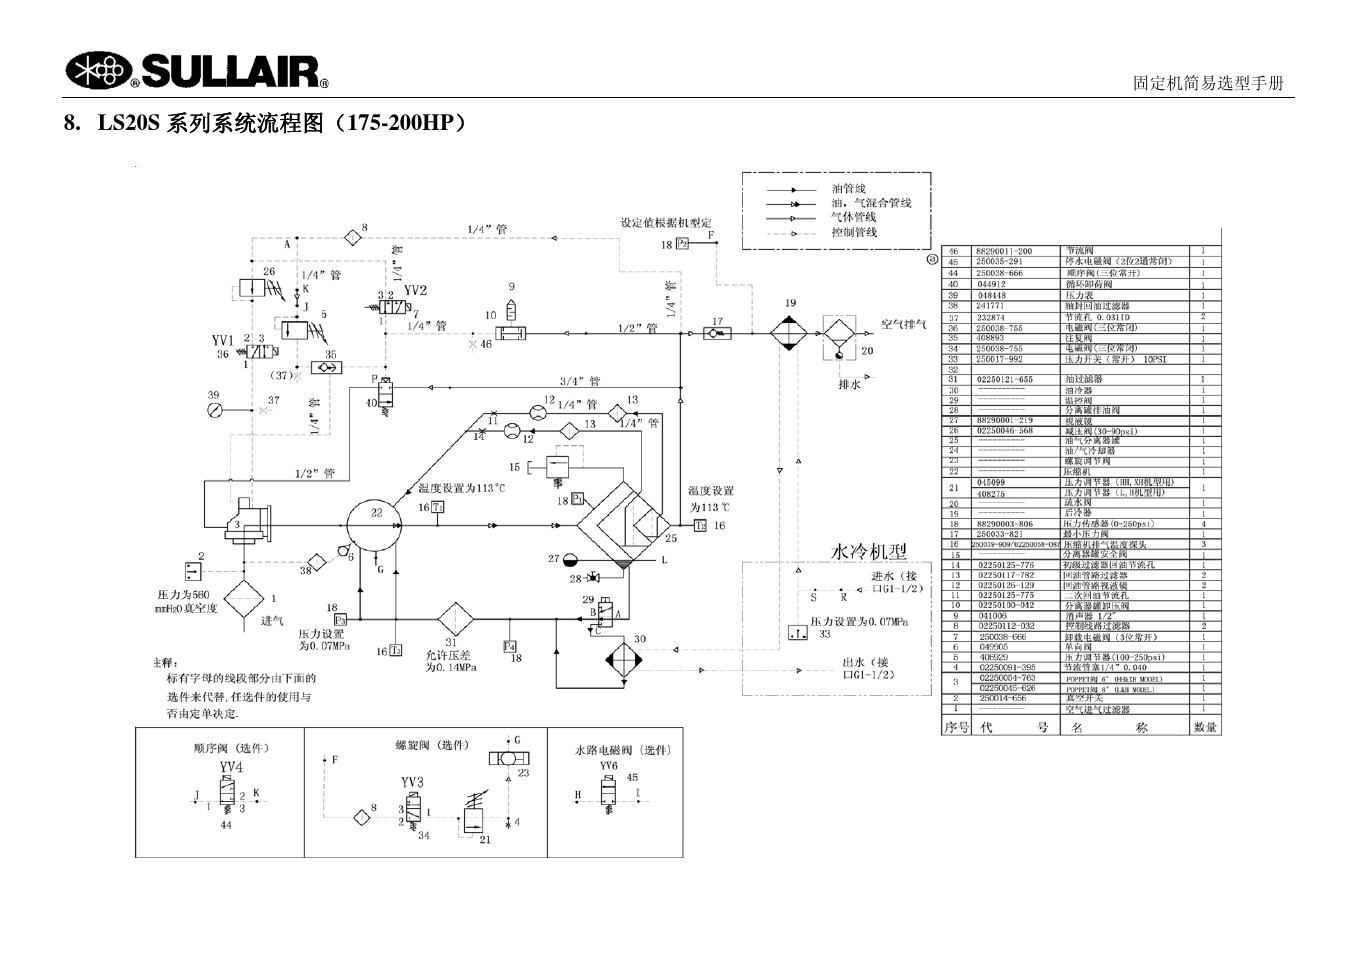 SULLAIR
固定机简易选型手册
8. LS20S 系列系统流程图（175-200HP）
油管线
油，气混合管线
气体管线
控制管线
设定值根据机型定
8
1/4” 管
A
18 P₂ F
1/4” 管
26
1/4” 管
K
J
5
YV2
3 2
7
1
1/4” 管
9
10
46
1/2” 管
1/4” 管
17
19
空气排气
20
排水
YV1 2 3
36
1
35
(37)
P
40
3/4” 管
39
37
1/4” 管
12
1/4” 管
13
11
13
1/4” 管
14
12
1/2” 管
15
温度设置为113°C
温度设置
为113 ℃
18 P₁
16 T₁
22
3
25
T₂ 16
2
6
38
G
27
L
28
水冷机型
进水（接
口G1-1/2）
S R
压力为560
mmH₂O真空度
1
进气
18
P₃
压力设置
为0.07MPa
29
B A
C
压力设置为0.07MPa
33
16 T₂
31
允许压差
为0.14MPa
P₄
18
30
出水（接
口G1-1/2）
主释：
标有字母的线段部分由下面的
选件来代替, 任选件的使用与
否由定单决定.
顺序阀（选件）
YV4
J
1
2
3
K
44
螺旋阀（选件）
F
8
YV3
3
2
1
34
21
G
23
4
水路电磁阀（选件）
YV6
45
H I
46 88290011-200 节流阀 1
45 250035-291 停水电磁阀（2位2通常闭） 1
44 250038-666 顺序阀(三位常开) 1
40 044912 循环卸荷阀 1
39 048448 压力表 1
38 241771 轴封回油过滤器 1
37 232874 节流孔 0.031ID 2
36 250038-755 电磁阀(三位常闭) 1
35 408893 往复阀 1
34 250038-755 电磁阀(三位常闭) 1
33 250017-992 压力开关（常开） 10PSI 1
32
31 02250121-655 油过滤器 1
30 ---------- 油冷器 1
29 ---------- 温控阀 1
28 ---------- 分离罐排油阀 1
27 88290001-219 视液镜 1
26 02250046-568 减压阀(30-90psi) 1
25 ---------- 油气分离器罐 1
24 ---------- 油/气冷却器 1
23 ---------- 螺旋调节阀 1
22 ---------- 压缩机 1
21 045099 压力调节器（HH, XH机型用） 1
408275 压力调节器（L, H机型用）
20 ---------- 疏水阀 1
19 ---------- 后冷器 1
18 88290003-806 压力传感器(0-250psi) 4
17 250033-821 最小压力阀 1
16 250039-909/02250058-087 压缩机排气温度探头 3
15 ---------- 分离器罐安全阀 1
14 02250125-776 初级过滤器回油节流孔 1
13 02250117-782 回油管路过滤器 2
12 02250126-129 回油管路视液镜 2
11 02250125-775 二次回油节流孔 1
10 02250100-042 分离器罐卸压阀 1
9 041006 消声器 1/2″ 1
8 02250112-032 控制线路过滤器 2
7 250038-666 卸载电磁阀（3位常开） 1
6 049905 单向阀 1
5 406929 压力调节器(100-250psi) 1
4 02250091-395 节流管塞1/4″ 0.040 1
3 02250054-763 POPPET阀 6″ (HH&XH MODEL) 1
02250045-626 POPPET阀 8″ (L&H MODEL) 1
2 250014-656 真空开关 1
1 ---------- 空气进气过滤器 1
序号 代 号 名 称 数量